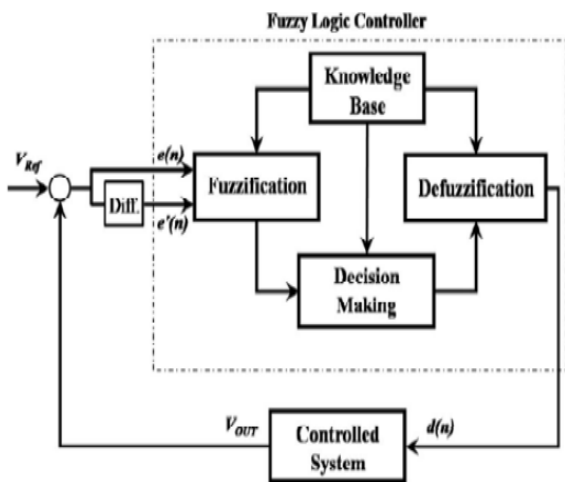 Fuzzy Logic Controller
Knowledge
Base
V_Ref
e(n)
Fuzzification
Defuzzification
Diff.
e'(n)
Decision
Making
V_OUT
Controlled
System
d(n)